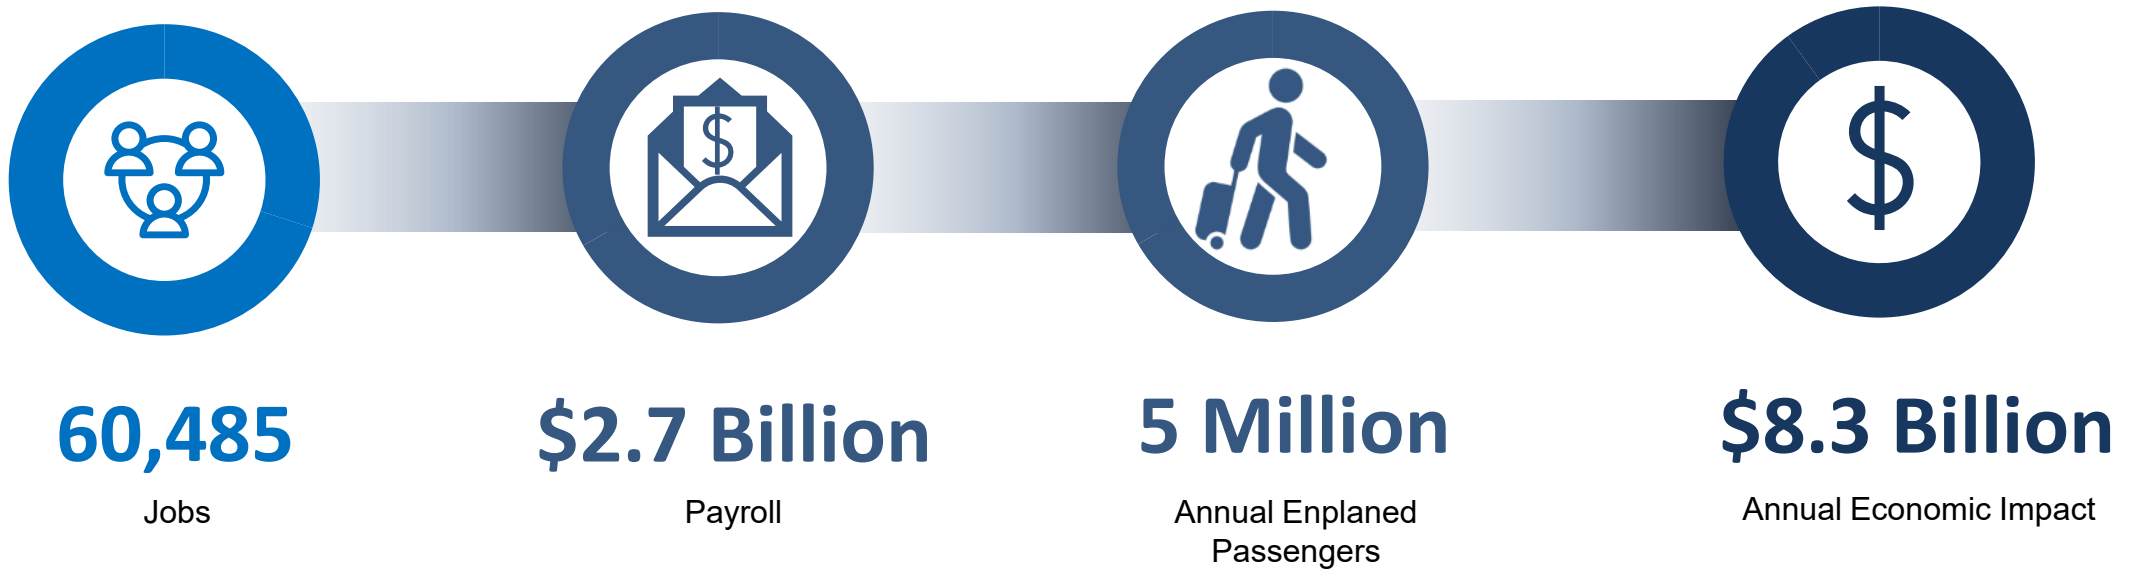 60,485
Jobs
$2.7 Billion
Payroll
5 Million
Annual Enplaned
Passengers
$8.3 Billion
Annual Economic Impact